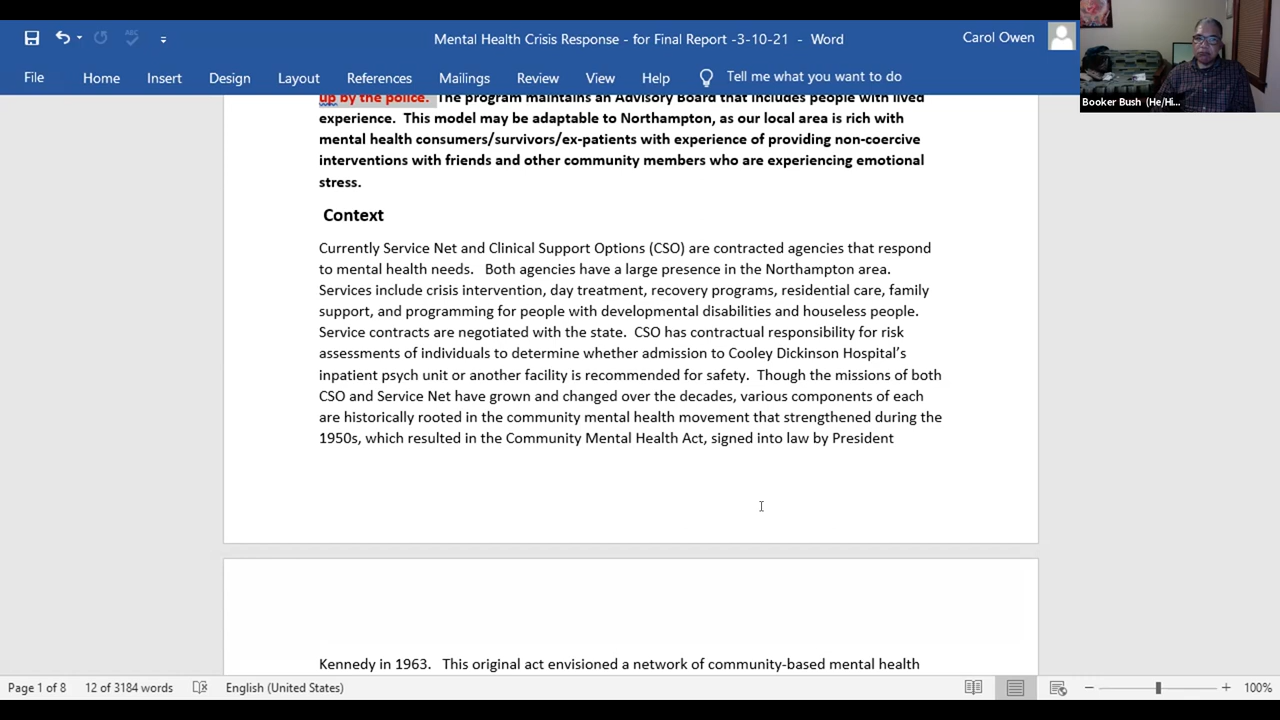 Mental Health Crisis Response - for Final Report -3-10-21 - Word
Carol Owen
File Home Insert Design Layout References Mailings Review View Help Tell me what you want to do
Booker Bush (He/Hi...
up by the police. The program maintains an Advisory Board that includes people with lived
experience. This model may be adaptable to Northampton, as our local area is rich with
mental health consumers/survivors/ex-patients with experience of providing non-coercive
interventions with friends and other community members who are experiencing emotional
stress.
Context
Currently Service Net and Clinical Support Options (CSO) are contracted agencies that respond
to mental health needs. Both agencies have a large presence in the Northampton area.
Services include crisis intervention, day treatment, recovery programs, residential care, family
support, and programming for people with developmental disabilities and houseless people.
Service contracts are negotiated with the state. CSO has contractual responsibility for risk
assessments of individuals to determine whether admission to Cooley Dickinson Hospital’s
inpatient psych unit or another facility is recommended for safety. Though the missions of both
CSO and Service Net have grown and changed over the decades, various components of each
are historically rooted in the community mental health movement that strengthened during the
1950s, which resulted in the Community Mental Health Act, signed into law by President
Kennedy in 1963. This original act envisioned a network of community-based mental health
Page 1 of 8 12 of 3184 words English (United States) 100%